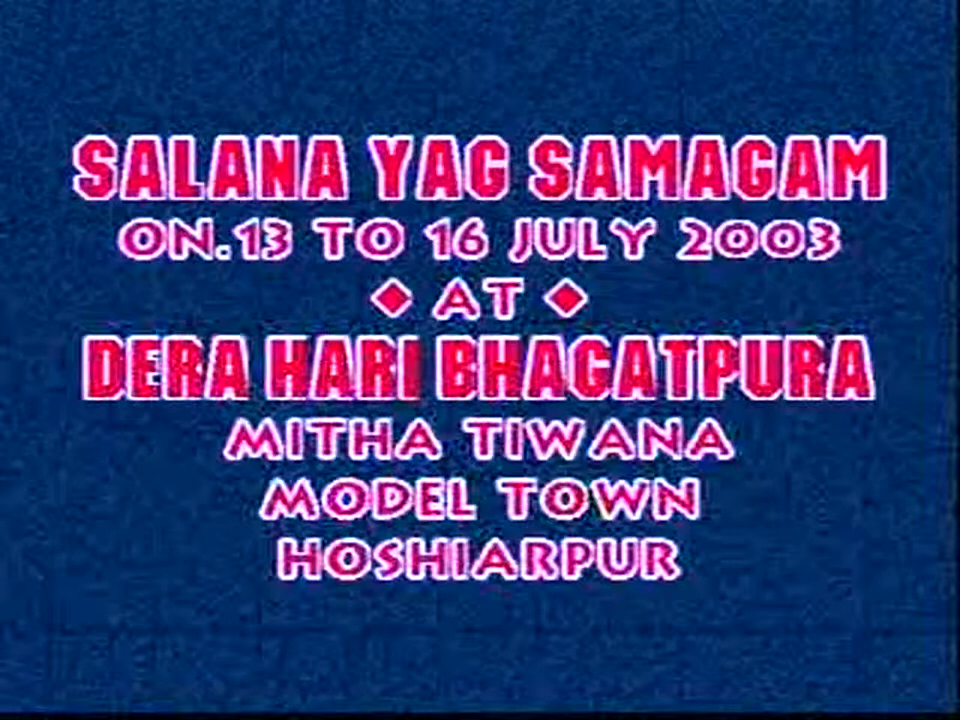 SALANA YAG SAMAGAM
ON.13 TO 16 JULY 2003
◆ AT ◆
DERA HARI BHAGATPURA
MITHA TIWANA
MODEL TOWN
HOSHIARPUR